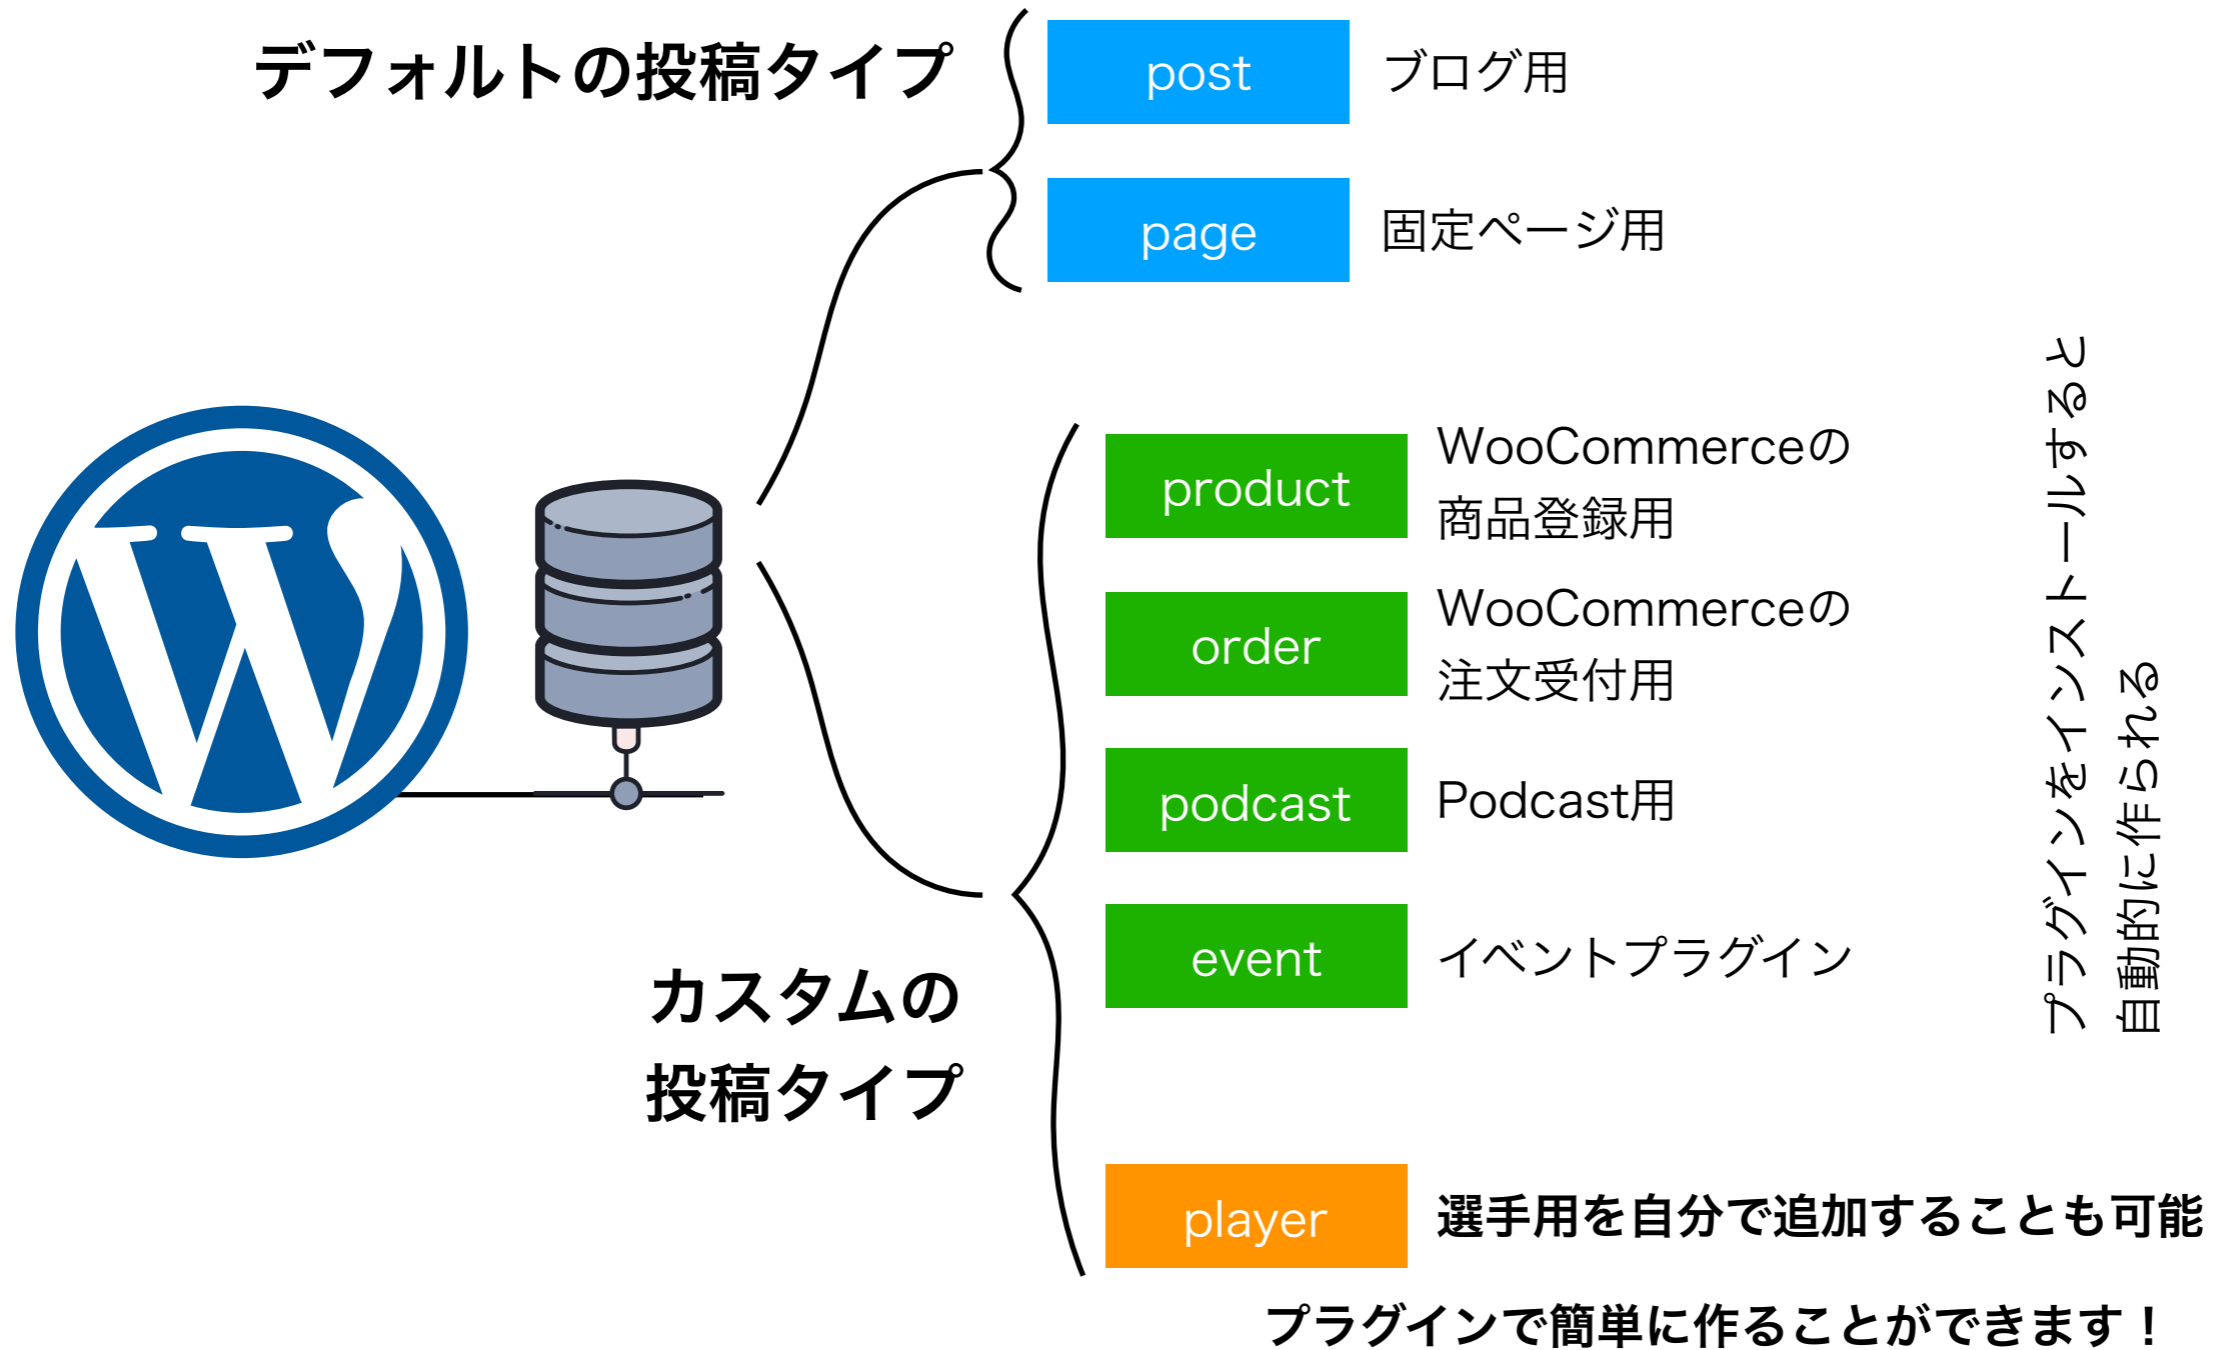 デフォルトの投稿タイプ
post
ブログ用
page
固定ページ用
product
WooCommerceの
商品登録用
order
WooCommerceの
注文受付用
podcast
Podcast用
event
イベントプラグイン
プラグインをインストールすると
自動的に作られる
カスタムの
投稿タイプ
player
選手用を自分で追加することも可能
プラグインで簡単に作ることができます！